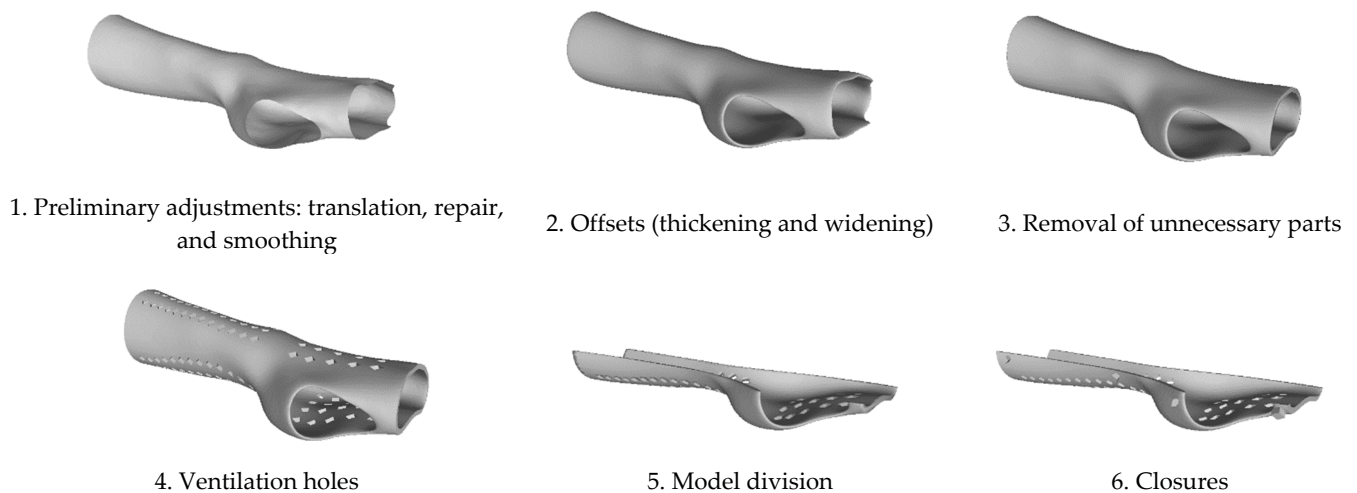 1. Preliminary adjustments: translation, repair,
and smoothing
2. Offsets (thickening and widening)
3. Removal of unnecessary parts
4. Ventilation holes
5. Model division
6. Closures